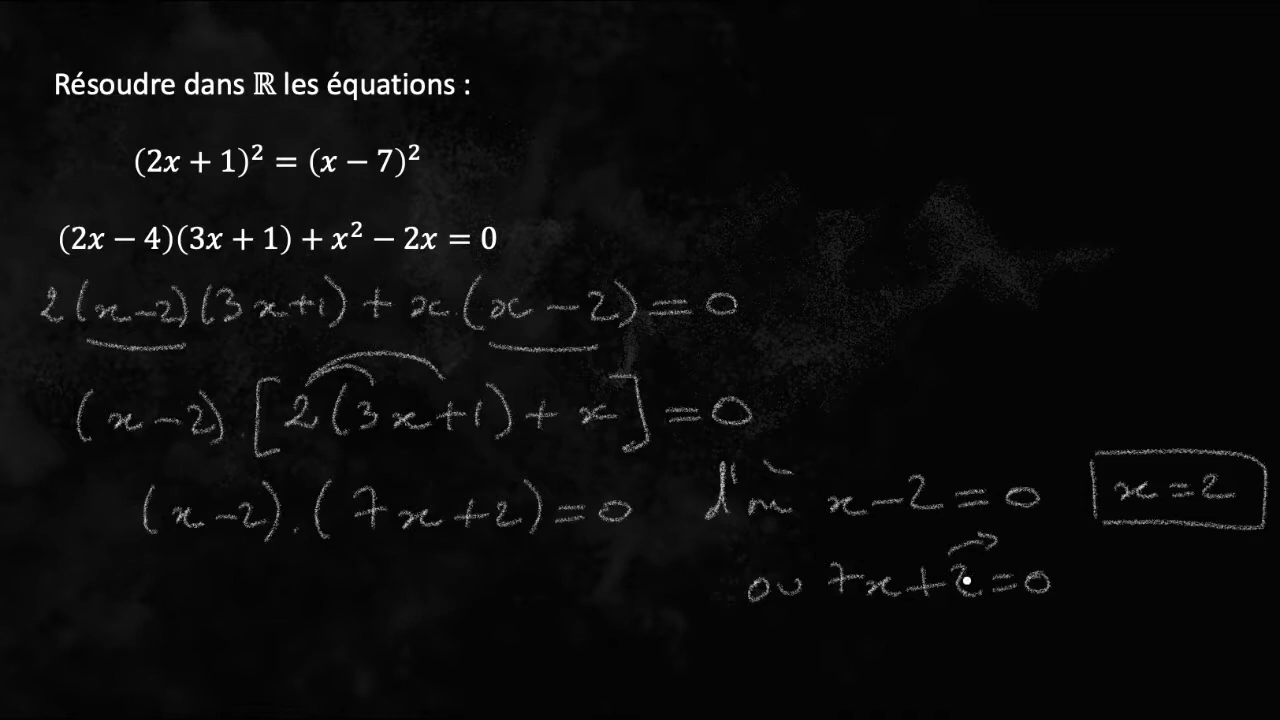 Résoudre dans ℝ les équations :
(2x + 1)² = (x − 7)²
(2x − 4)(3x + 1) + x² − 2x = 0
2(x−2)(3x+1) + x.(x−2) = 0
(x−2).[2(3x+1) + x] = 0
(x−2).(7x+2) = 0 d'où x−2 = 0 x = 2
ou 7x+2 = 0